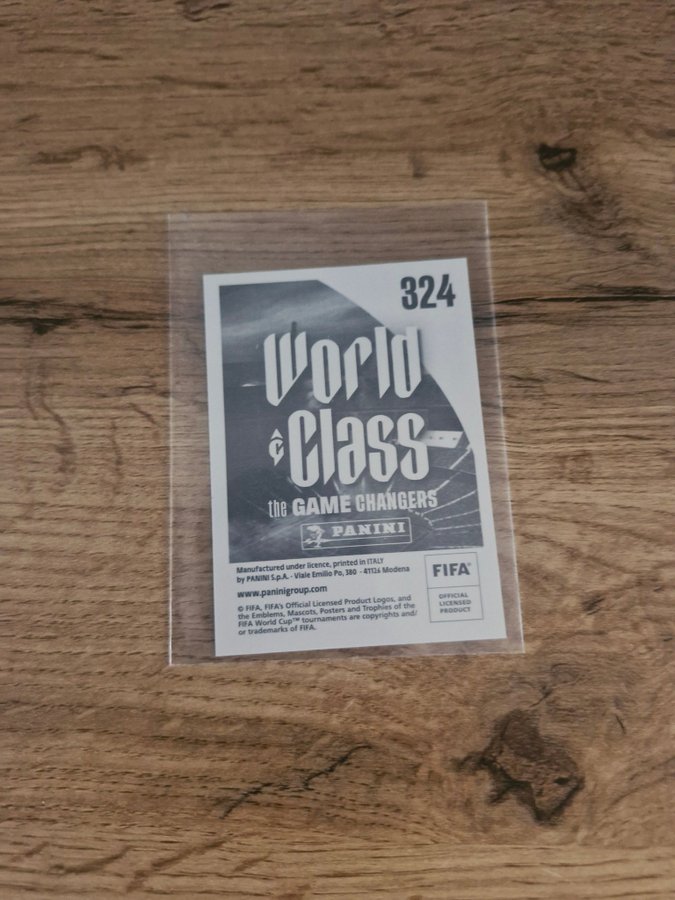 324
World
Class
the GAME CHANGERS
PANINI
Manufactured under licence, printed in ITALY
by PANINI S.p.A. - Viale Emilio Po, 380 - 41126 Modena
www.paninigroup.com
© FIFA, FIFA's Official Licensed Product Logos, and
the Emblems, Mascots, Posters and Trophies of the
FIFA World Cup™ tournaments are copyrights and/
or trademarks of FIFA.
FIFA®
OFFICIAL
LICENSED
PRODUCT